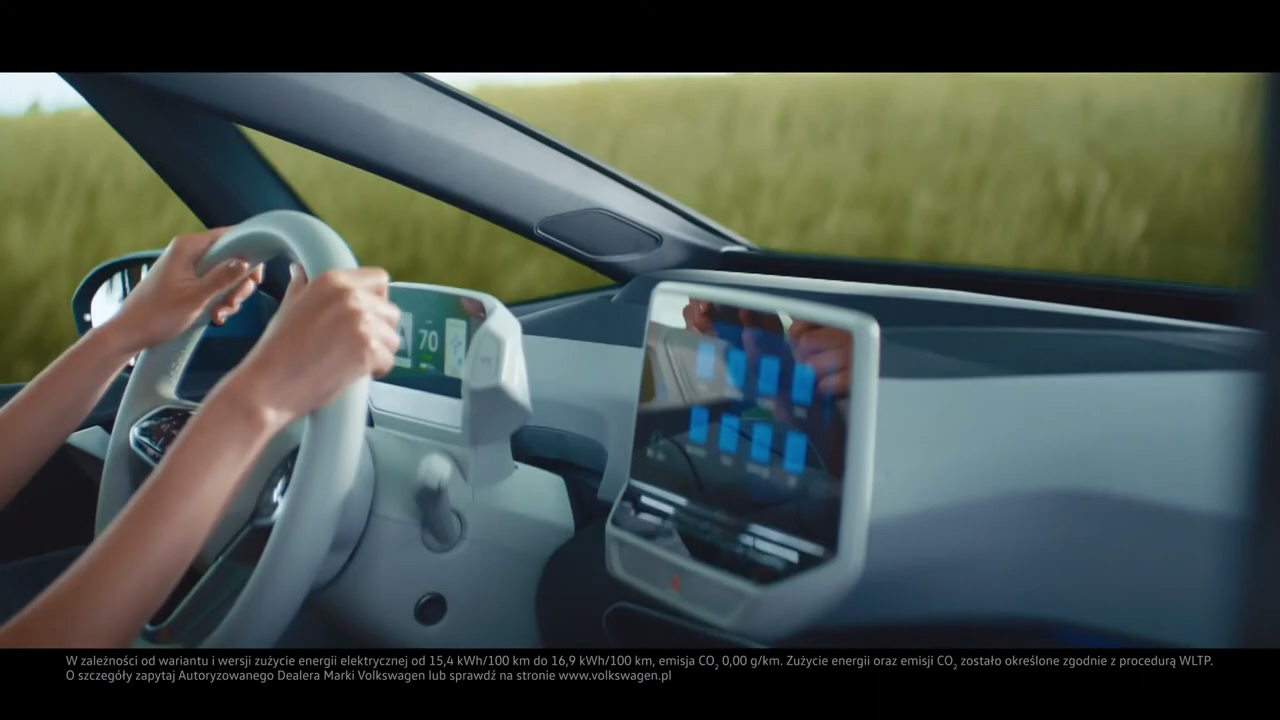 70
W zależności od wariantu i wersji zużycie energii elektrycznej od 15,4 kWh/100 km do 16,9 kWh/100 km, emisja CO₂ 0,00 g/km. Zużycie energii oraz emisji CO₂ zostało określone zgodnie z procedurą WLTP.
O szczegóły zapytaj Autoryzowanego Dealera Marki Volkswagen lub sprawdź na stronie www.volkswagen.pl